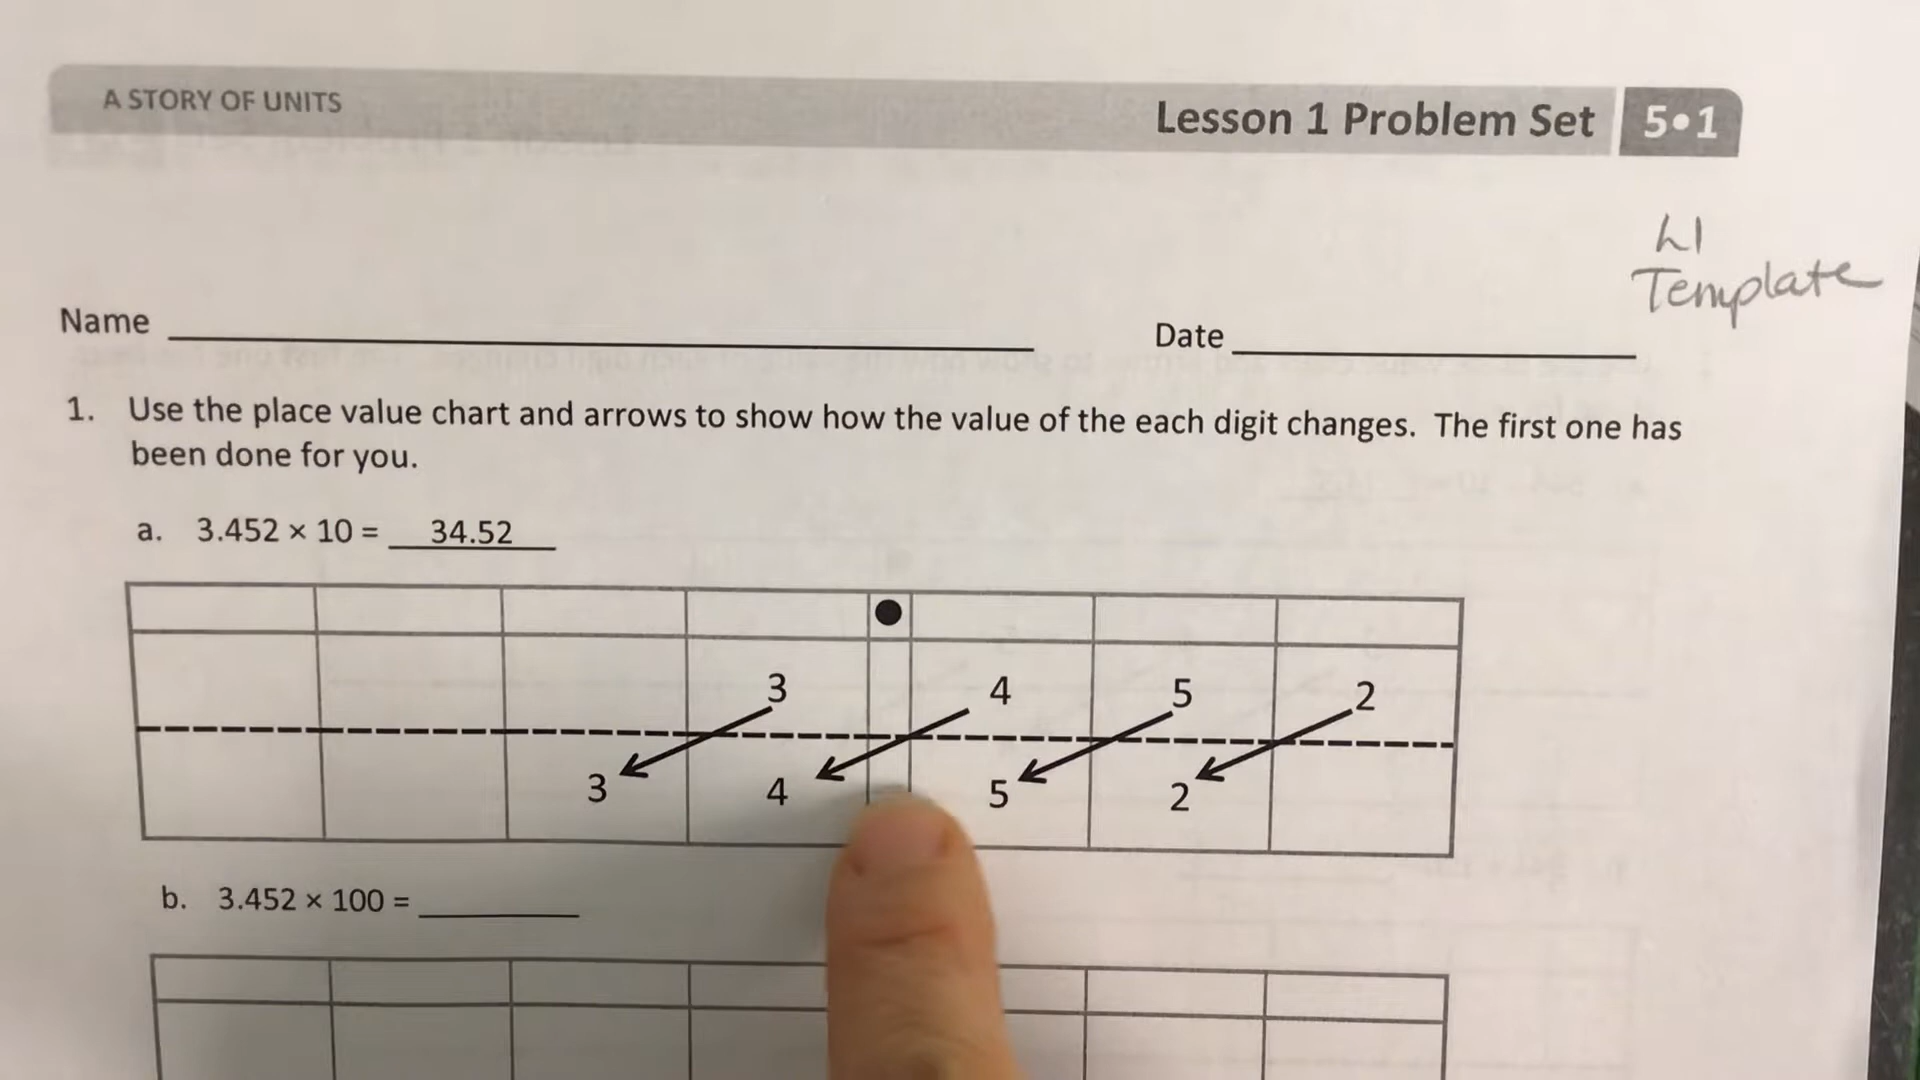 A STORY OF UNITS
Lesson 1 Problem Set 5•1
L1
Template
Name
Date
1. Use the place value chart and arrows to show how the value of the each digit changes. The first one has
been done for you.
a. 3.452 × 10 = 34.52
3 4 5 2
3 4 5 2
b. 3.452 × 100 =